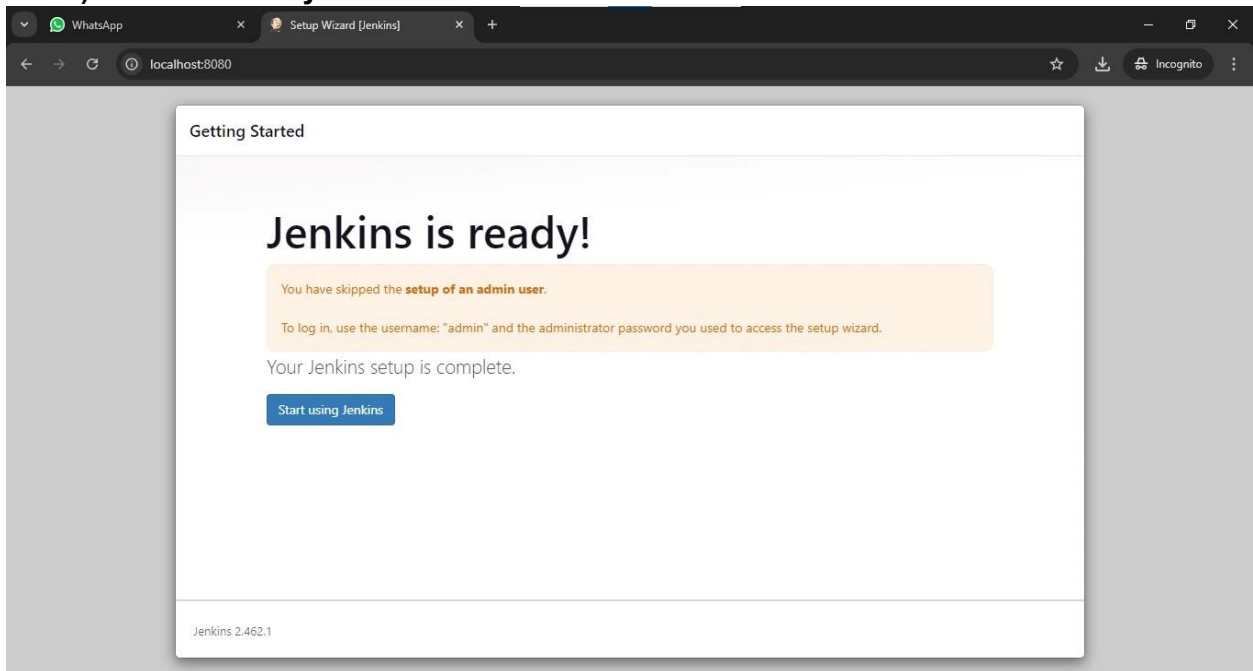 WhatsApp
Setup Wizard [Jenkins]
localhost:8080
Incognito
Getting Started
Jenkins is ready!
You have skipped the setup of an admin user.
To log in, use the username: "admin" and the administrator password you used to access the setup wizard.
Your Jenkins setup is complete.
Start using Jenkins
Jenkins 2.462.1